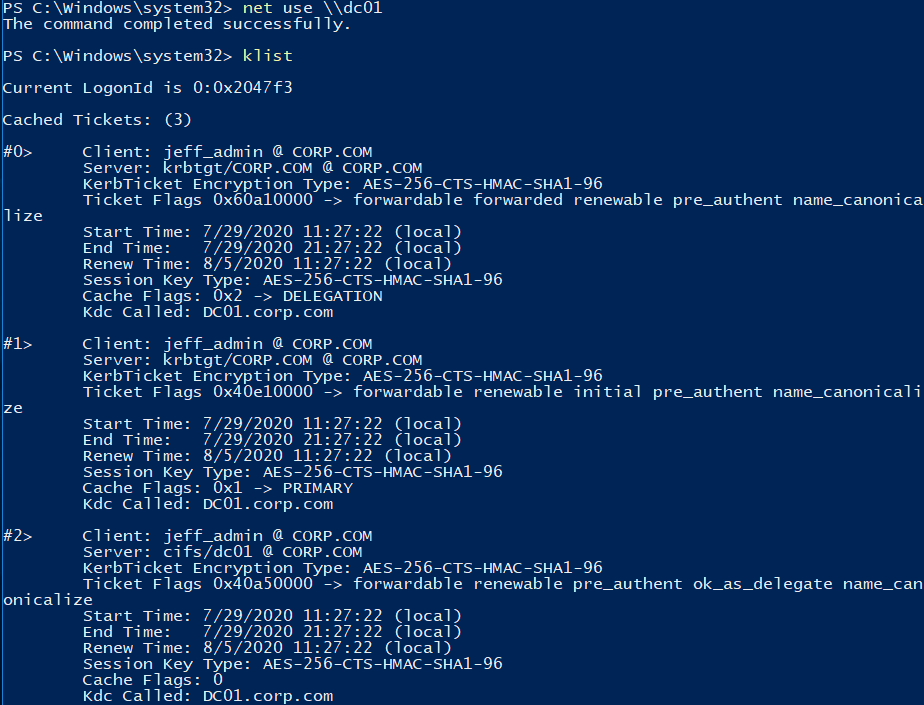 PS C:\Windows\system32> net use \\dc01
The command completed successfully.
PS C:\Windows\system32> klist
Current LogonId is 0:0x2047f3
Cached Tickets: (3)
#0>     Client: jeff_admin @ CORP.COM
        Server: krbtgt/CORP.COM @ CORP.COM
        KerbTicket Encryption Type: AES-256-CTS-HMAC-SHA1-96
        Ticket Flags 0x60a10000 -> forwardable forwarded renewable pre_authent name_canonica
lize
        Start Time: 7/29/2020 11:27:22 (local)
        End Time:   7/29/2020 21:27:22 (local)
        Renew Time: 8/5/2020 11:27:22 (local)
        Session Key Type: AES-256-CTS-HMAC-SHA1-96
        Cache Flags: 0x2 -> DELEGATION
        Kdc Called: DC01.corp.com
#1>     Client: jeff_admin @ CORP.COM
        Server: krbtgt/CORP.COM @ CORP.COM
        KerbTicket Encryption Type: AES-256-CTS-HMAC-SHA1-96
        Ticket Flags 0x40e10000 -> forwardable renewable initial pre_authent name_canonicali
ze
        Start Time: 7/29/2020 11:27:22 (local)
        End Time:   7/29/2020 21:27:22 (local)
        Renew Time: 8/5/2020 11:27:22 (local)
        Session Key Type: AES-256-CTS-HMAC-SHA1-96
        Cache Flags: 0x1 -> PRIMARY
        Kdc Called: DC01.corp.com
#2>     Client: jeff_admin @ CORP.COM
        Server: cifs/dc01 @ CORP.COM
        KerbTicket Encryption Type: AES-256-CTS-HMAC-SHA1-96
        Ticket Flags 0x40a50000 -> forwardable renewable pre_authent ok_as_delegate name_can
onicalize
        Start Time: 7/29/2020 11:27:22 (local)
        End Time:   7/29/2020 21:27:22 (local)
        Renew Time: 8/5/2020 11:27:22 (local)
        Session Key Type: AES-256-CTS-HMAC-SHA1-96
        Cache Flags: 0
        Kdc Called: DC01.corp.com